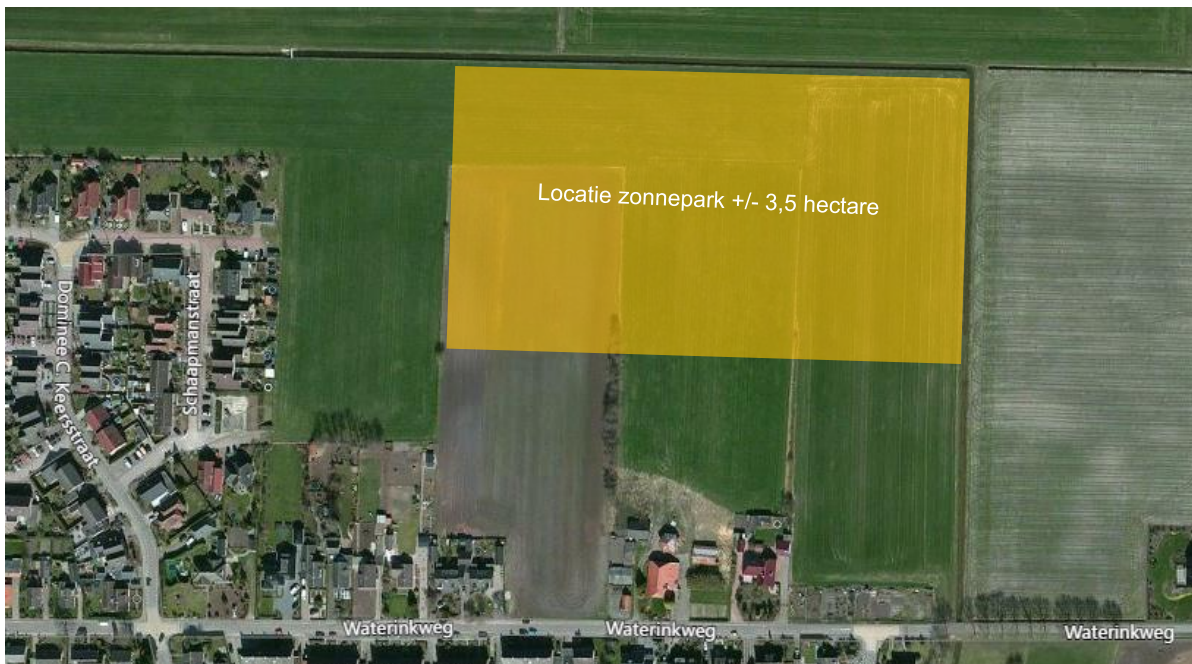 Locatie zonnepark +/- 3,5 hectare
Dominee C. Keersstraat
Schaapmanstraat
Waterinkweg
Waterinkweg
Waterinkweg